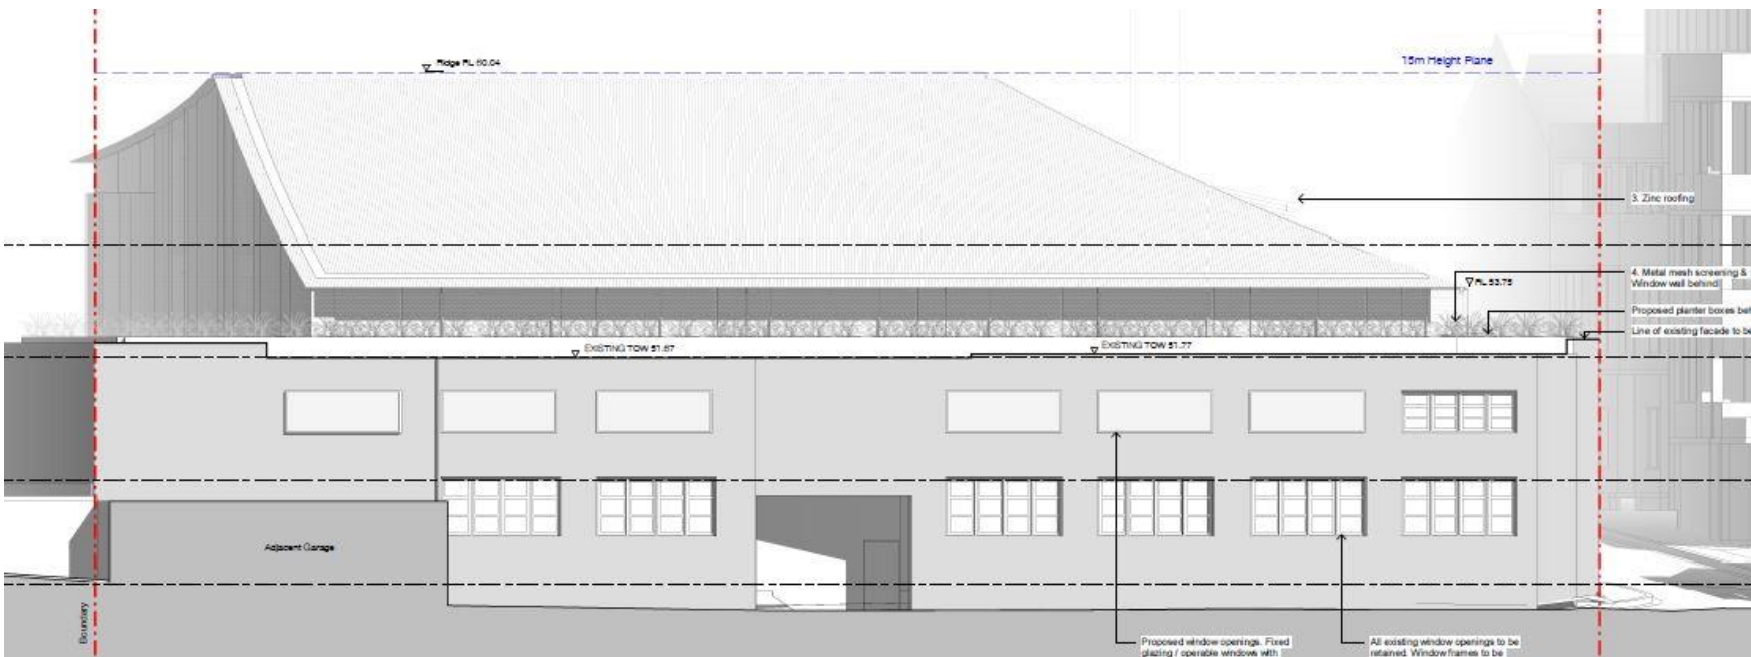 Ridge RL 60.04
15m Height Plane
3. Zinc roofing
4. Metal mesh screening &
Window wall behind
RL 53.75
Proposed planter boxes
Line of existing facade to be
EXISTING TOW 51.67
EXISTING TOW 51.77
Adjacent Garage
Boundary
Proposed window openings. Fixed
glazing / operable windows with
All existing window openings to be
retained. Window frames to be